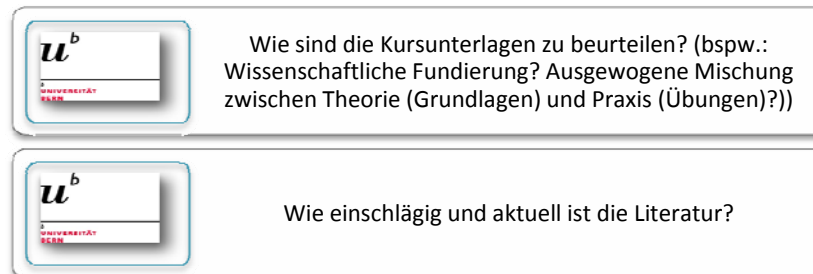 u^b
Wie sind die Kursunterlagen zu beurteilen? (bspw.:
Wissenschaftliche Fundierung? Ausgewogene Mischung
zwischen Theorie (Grundlagen) und Praxis (Übungen)?))
UNIVERSITÄT
BERN
u^b
Wie einschlägig und aktuell ist die Literatur?
UNIVERSITÄT
BERN